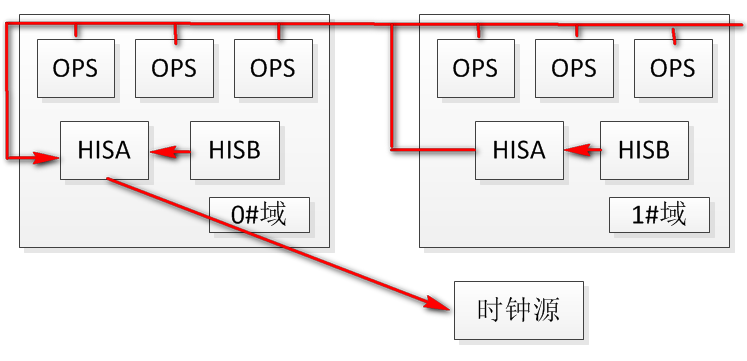 OPS OPS OPS OPS OPS OPS
HISA HISB HISA HISB
0#域 1#域
时钟源